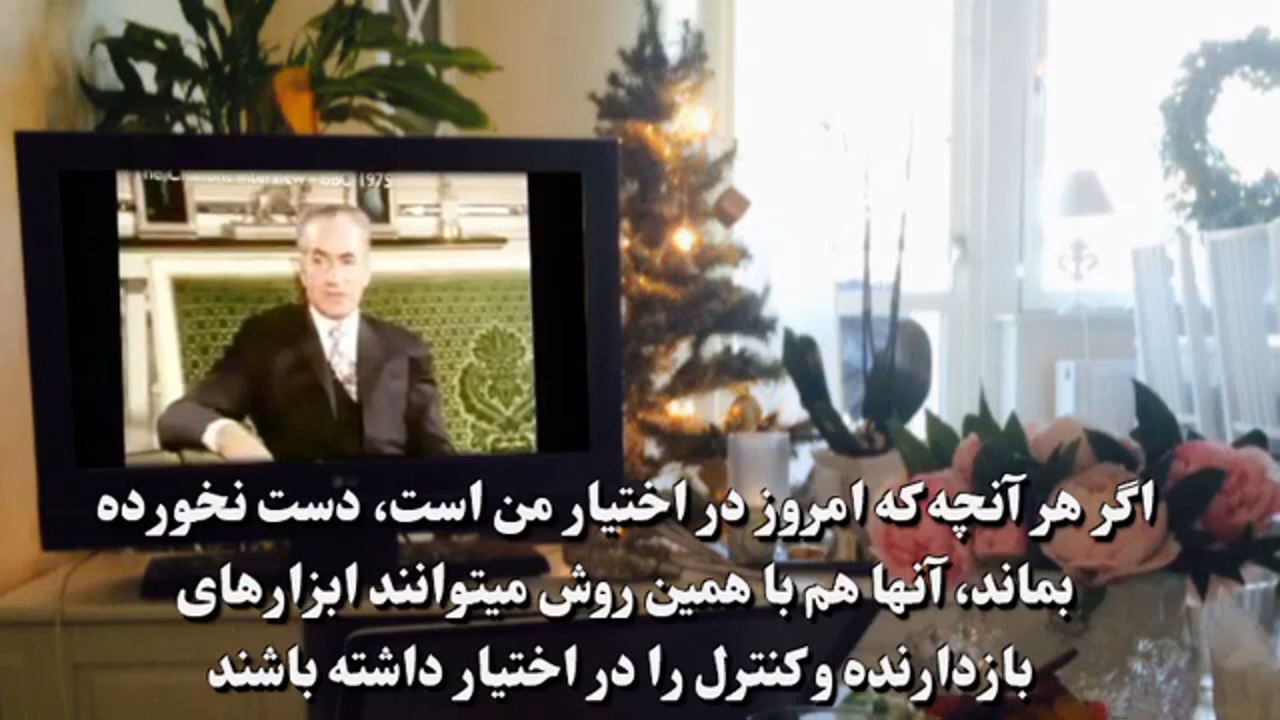 1975
اگر هر آنچه که امروز در اختیار من است، دست نخورده
بماند، آنها هم با همین روش میتوانند ابزارهای
بازدارنده و کنترل را در اختیار داشته باشند